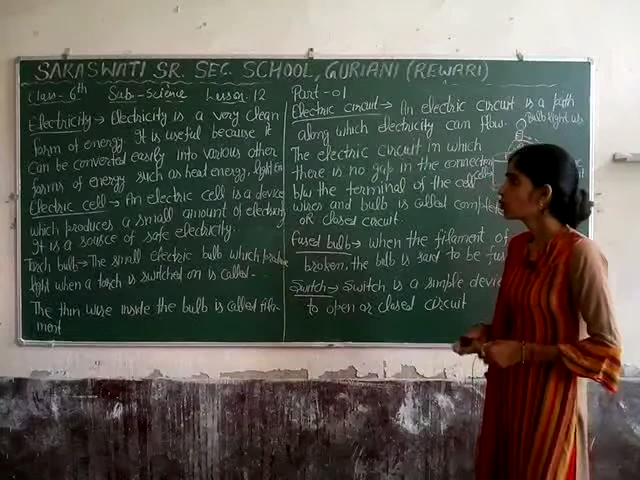 SARASWATI SR. SEC. SCHOOL, GURIANI (REWARI)
Class - 6th Sub:- Science Lesson. 12 Part - 01
Electricity → Electricity is a very clean
form of energy. It is useful because it
can be converted easily into various other
forms of energy such as heat energy, light en
Electric cell → An electric cell is a device
which produces a small amount of electricity
It is a source of safe electricity.
Torch bulb → The small electric bulb which produce
light when a torch is switched on is called -
The thin wire inside the bulb is called fila-
ment
Electric circuit → An electric circuit is a path
along which electricity can flow.
The electric circuit in which
there is no gap in the connecting
b/w the terminal of the cell
wires and bulb is called complete
or closed circuit.
Fused bulb → when the filament of
broken, the bulb is said to be fus
Switch → Switch is a simple device
to open or closed circuit
Bulb light us